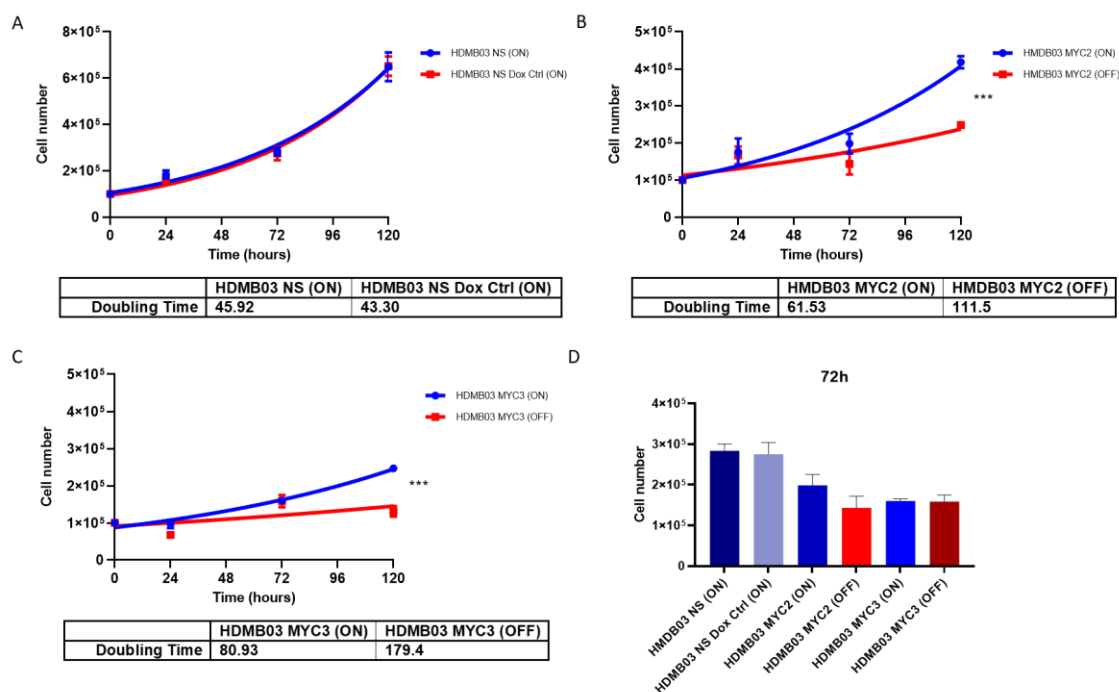 A
8×10⁵
6×10⁵
4×10⁵
2×10⁵
0
Cell number
0 24 72 96 120
Time (hours)
HDMB03 NS (ON)
HDMB03 NS Dox Ctrl (ON)
HDMB03 NS (ON) HDMB03 NS Dox Ctrl (ON)
Doubling Time 45.92 43.30
B
5×10⁵
4×10⁵
3×10⁵
2×10⁵
1×10⁵
0
Cell number
0 24 48 72 96 120
Time (hours)
HMDB03 MYC2 (ON)
HMDB03 MYC2 (OFF)
***
HMDB03 MYC2 (ON) HMDB03 MYC2 (OFF)
Doubling Time 61.53 111.5
C
5×10⁵
4×10⁵
3×10⁵
2×10⁵
1×10⁵
0
Cell number
0 24 48 72 96 120
Time (hours)
HDMB03 MYC3 (ON)
HDMB03 MYC3 (OFF)
***
HDMB03 MYC3 (ON) HDMB03 MYC3 (OFF)
Doubling Time 80.93 179.4
D
72h
5×10⁵
4×10⁵
3×10⁵
2×10⁵
1×10⁵
0
Cell number
HMDB03 NS (ON)
HDMB03 NS Dox Ctrl (ON)
HDMB03 MYC2 (ON)
HDMB03 MYC2 (OFF)
HDMB03 MYC3 (ON)
HDMB03 MYC3 (OFF)